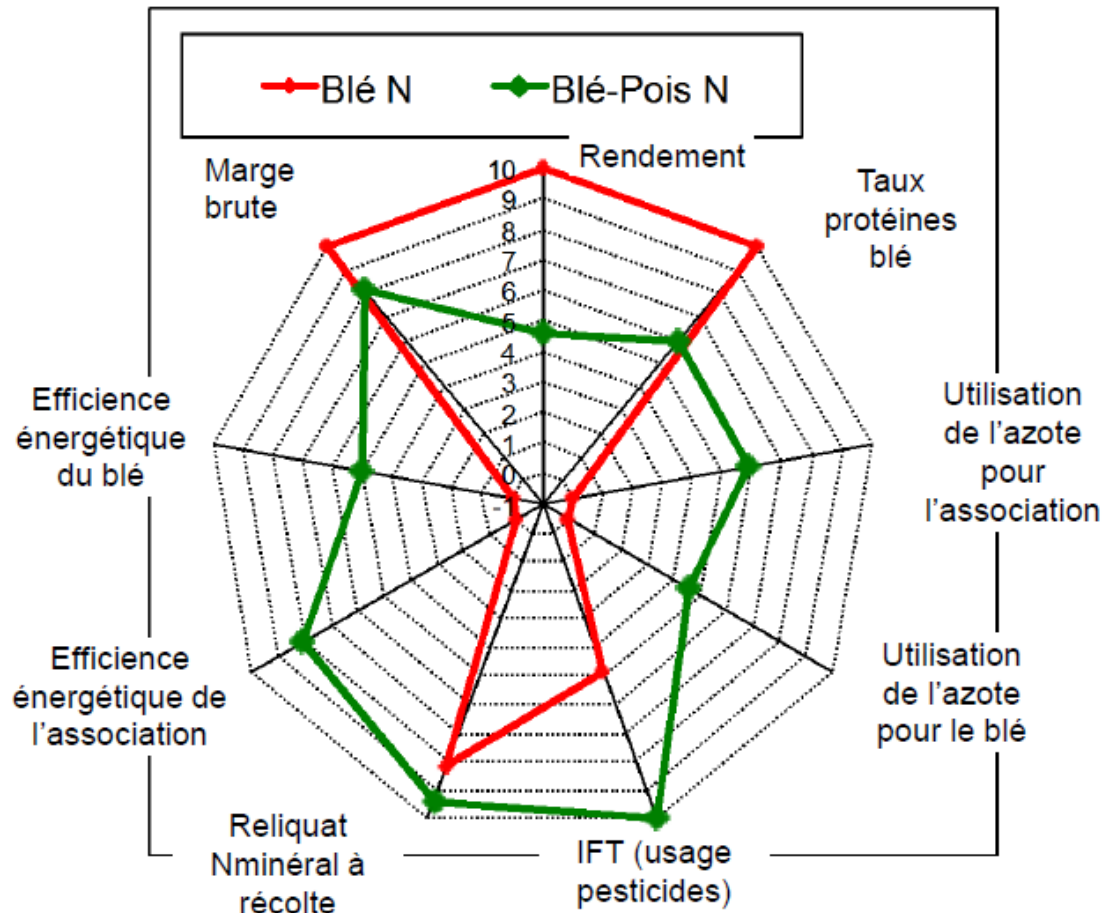 Blé N
Blé-Pois N
Marge
brute
Rendement
Taux
protéines
blé
10
9
8
7
6
5
4
3
2
1
0
-1
Efficience
énergétique
du blé
Utilisation
de l'azote
pour
l'association
Efficience
énergétique de
l'association
Utilisation
de l'azote
pour le blé
Reliquat
Nminéral à
récolte
IFT (usage
pesticides)